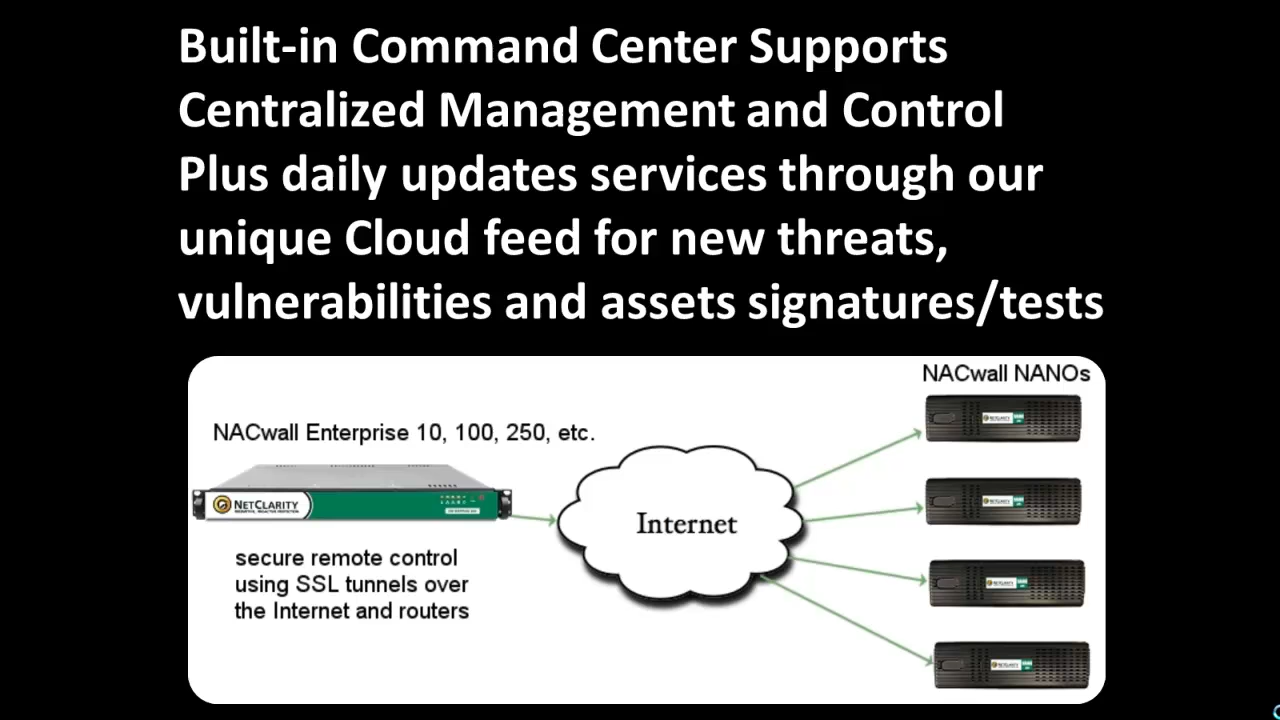 Built-in Command Center Supports
Centralized Management and Control
Plus daily updates services through our
unique Cloud feed for new threats,
vulnerabilities and assets signatures/tests
NACwall NANOs
NACwall Enterprise 10, 100, 250, etc.
NETCLARITY
Internet
secure remote control
using SSL tunnels over
the Internet and routers